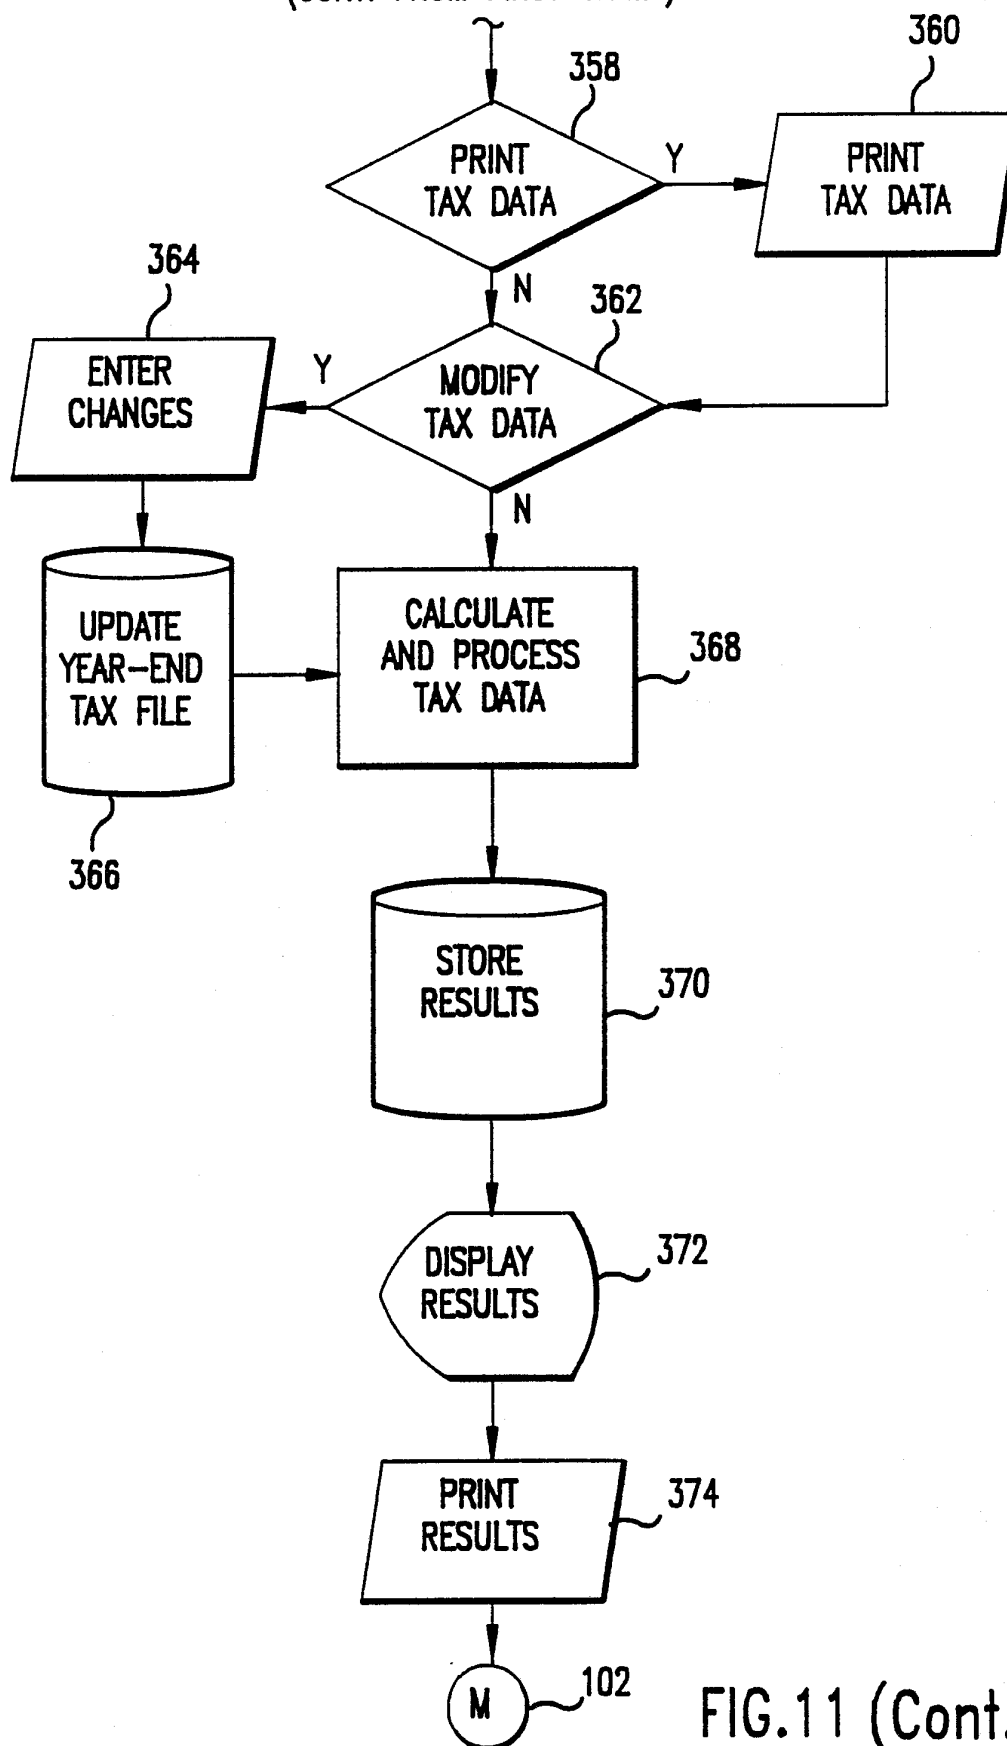 360
358
PRINT
TAX DATA
Y
PRINT
TAX DATA
N
364
362
ENTER
CHANGES
Y
MODIFY
TAX DATA
N
UPDATE
YEAR-END
TAX FILE
CALCULATE
AND PROCESS
TAX DATA
368
366
STORE
RESULTS
370
DISPLAY
RESULTS
372
PRINT
RESULTS
374
M
102
FIG.11 (Cont.